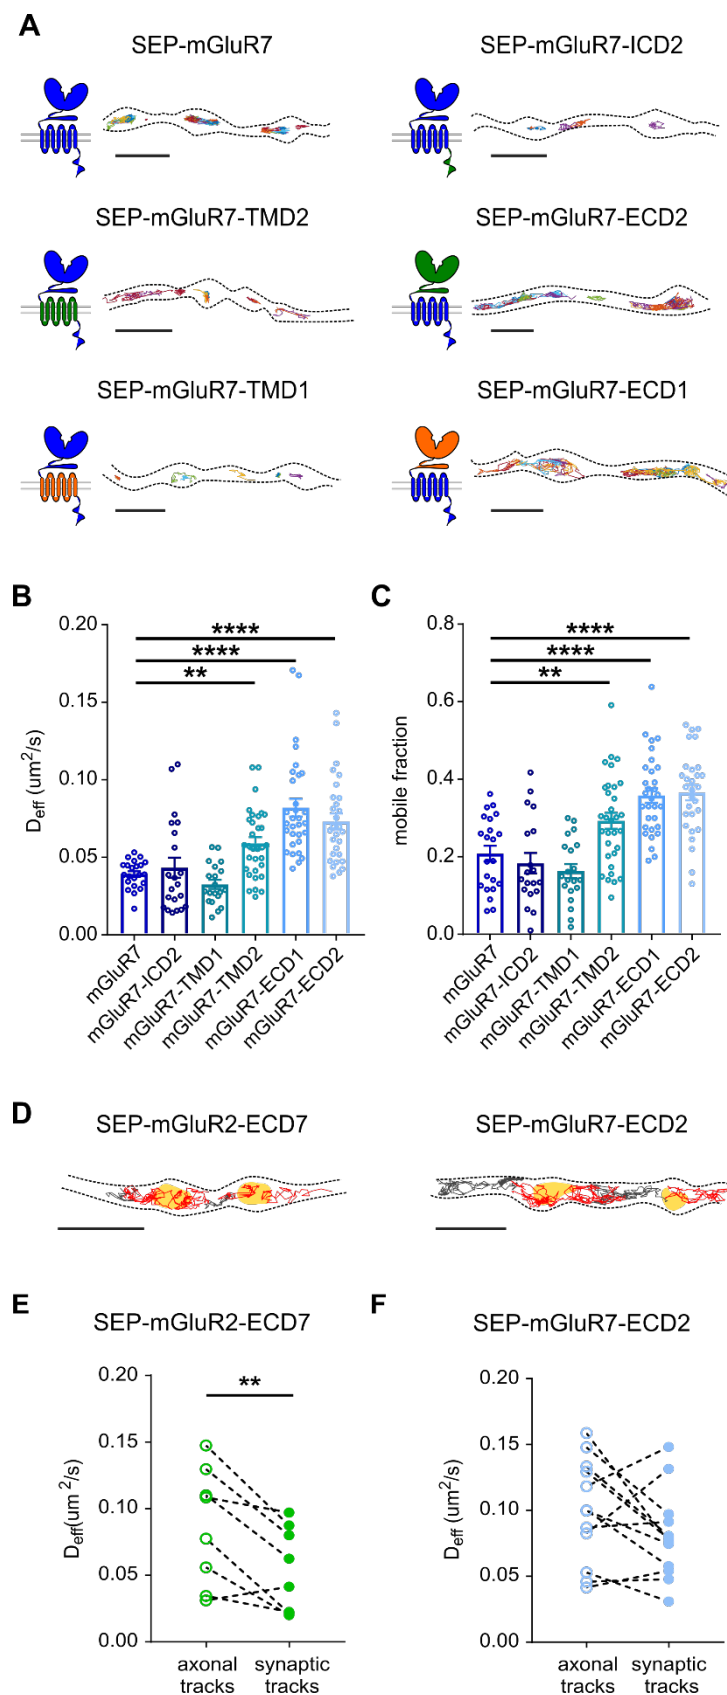 A
SEP-mGluR7
SEP-mGluR7-ICD2
SEP-mGluR7-TMD2
SEP-mGluR7-ECD2
SEP-mGluR7-TMD1
SEP-mGluR7-ECD1
B
0.20
0.15
0.10
0.05
0.00
D_eff (um²/s)
****
****
**
mGluR7
mGluR7-ICD2
mGluR7-TMD1
mGluR7-TMD2
mGluR7-ECD1
mGluR7-ECD2
C
0.8
0.6
0.4
0.2
0.0
mobile fraction
****
****
**
mGluR7
mGluR7-ICD2
mGluR7-TMD1
mGluR7-TMD2
mGluR7-ECD1
mGluR7-ECD2
D
SEP-mGluR2-ECD7
SEP-mGluR7-ECD2
E
SEP-mGluR2-ECD7
0.20
0.15
0.10
0.05
0.00
D_eff(um²/s)
**
axonal
tracks
synaptic
tracks
F
SEP-mGluR7-ECD2
0.20
0.15
0.10
0.05
0.00
D_eff (um²/s)
axonal
tracks
synaptic
tracks